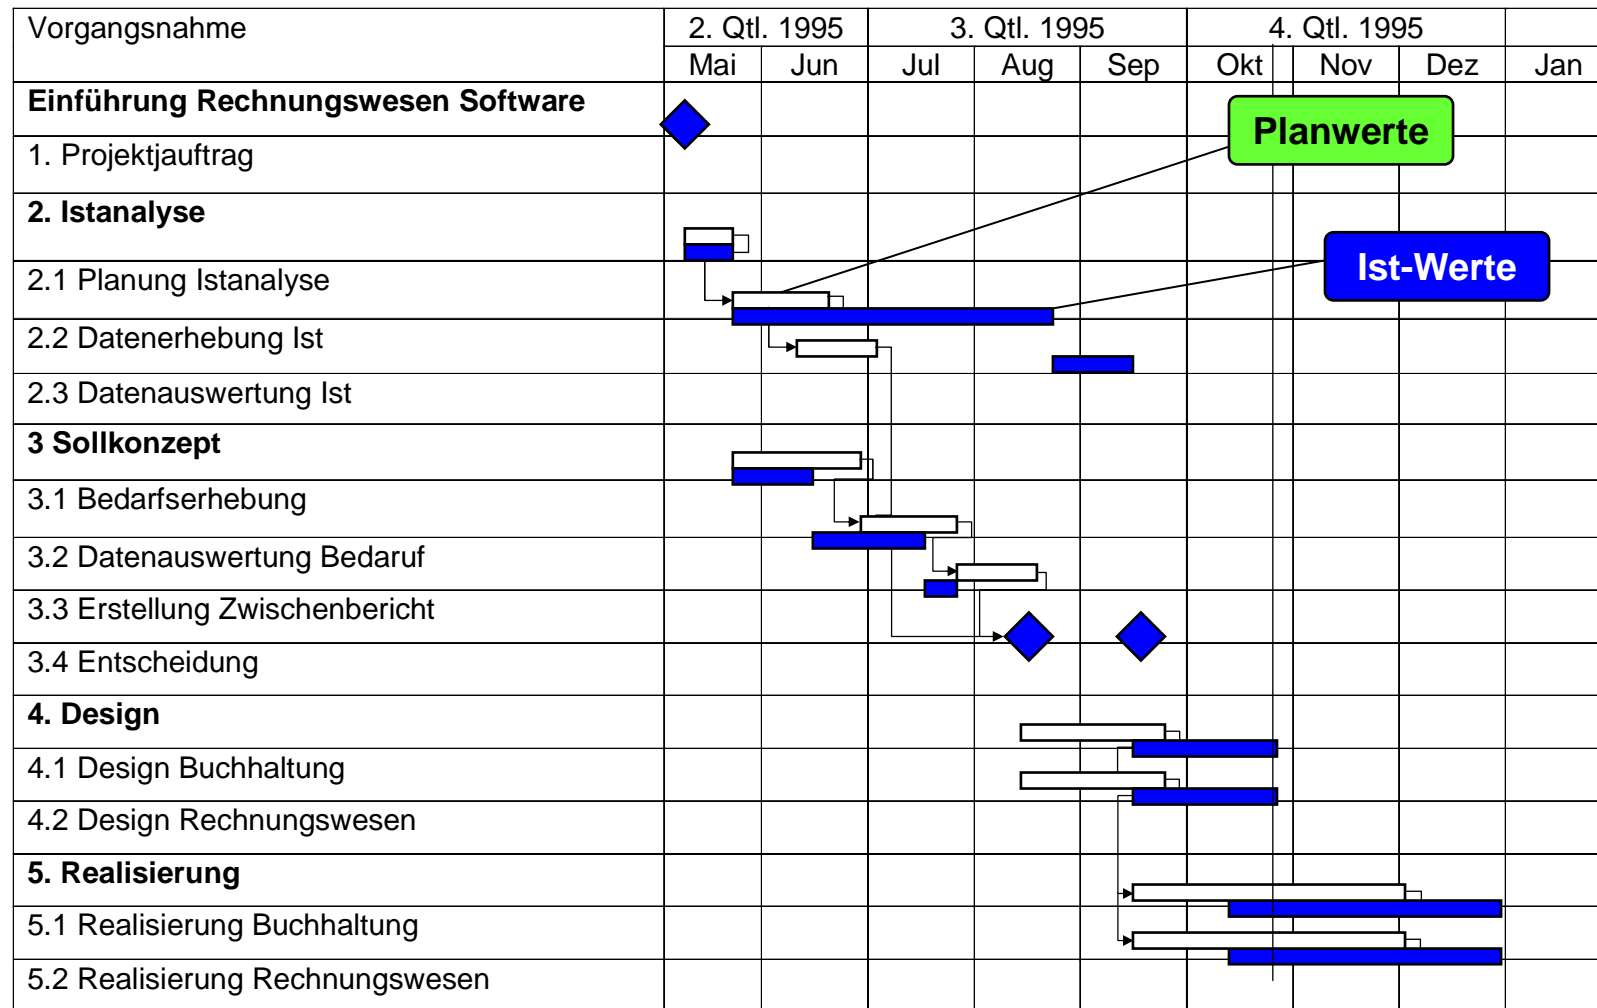 Vorgangsnahme
2. Qtl. 1995 3. Qtl. 1995 4. Qtl. 1995
Mai Jun Jul Aug Sep Okt Nov Dez Jan
Einführung Rechnungswesen Software
Planwerte
1. Projektjauftrag
2. Istanalyse
Ist-Werte
2.1 Planung Istanalyse
2.2 Datenerhebung Ist
2.3 Datenauswertung Ist
3 Sollkonzept
3.1 Bedarfserhebung
3.2 Datenauswertung Bedaruf
3.3 Erstellung Zwischenbericht
3.4 Entscheidung
4. Design
4.1 Design Buchhaltung
4.2 Design Rechnungswesen
5. Realisierung
5.1 Realisierung Buchhaltung
5.2 Realisierung Rechnungswesen